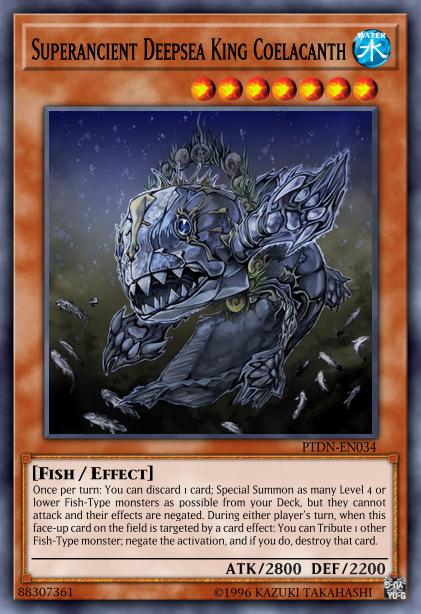 Superancient Deepsea King Coelacanth
WATER
水
PTDN-EN034
[Fish / Effect]
Once per turn: You can discard 1 card; Special Summon as many Level 4 or
lower Fish-Type monsters as possible from your Deck, but they cannot
attack and their effects are negated. During either player's turn, when this
face-up card on the field is targeted by a card effect: You can Tribute 1 other
Fish-Type monster; negate the activation, and if you do, destroy that card.
ATK/2800 DEF/2200
88307361
©1996 KAZUKI TAKAHASHI